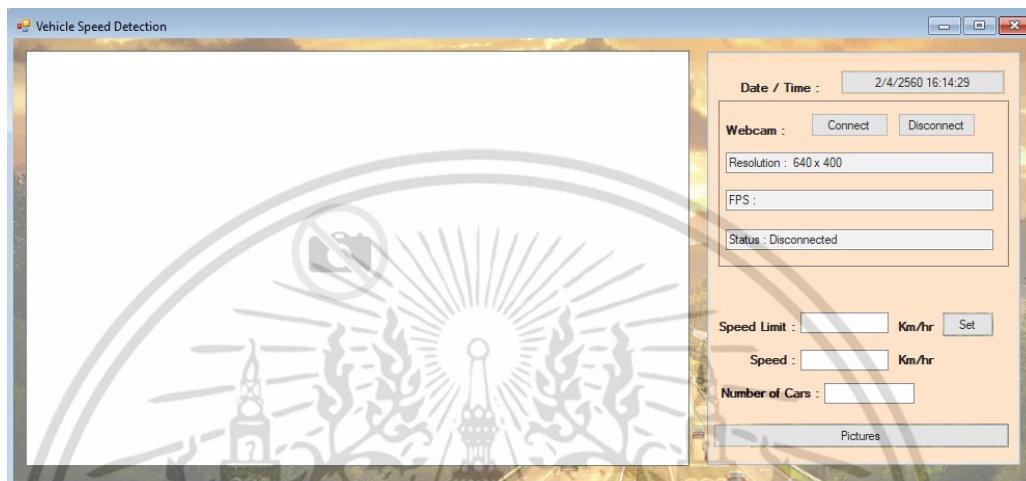 Vehicle Speed Detection
Date / Time : 2/4/2560 16:14:29
Webcam : Connect Disconnect
Resolution : 640 x 400
FPS :
Status : Disconnected
Speed Limit : Km/hr Set
Speed : Km/hr
Number of Cars :
Pictures